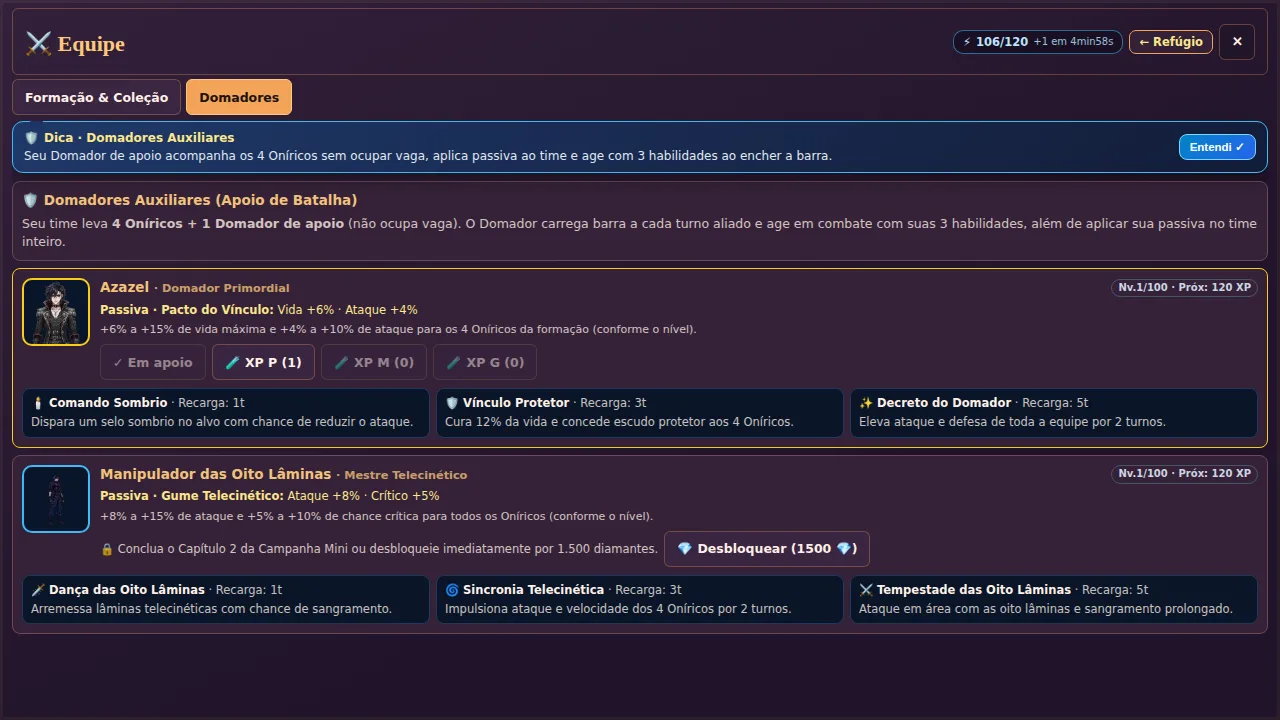 ⚔️ Equipe
⚡ 106/120 +1 em 4min58s
← Refúgio
✕
Formação & Coleção
Domadores
🛡️ Dica · Domadores Auxiliares
Seu Domador de apoio acompanha os 4 Oníricos sem ocupar vaga, aplica passiva ao time e age com 3 habilidades ao encher a barra.
Entendi ✓
🛡️ Domadores Auxiliares (Apoio de Batalha)
Seu time leva 4 Oníricos + 1 Domador de apoio (não ocupa vaga). O Domador carrega barra a cada turno aliado e age em combate com suas 3 habilidades, além de aplicar sua passiva no time
inteiro.
Azazel · Domador Primordial
Nv.1/100 · Próx: 120 XP
Passiva · Pacto do Vínculo: Vida +6% · Ataque +4%
+6% a +15% de vida máxima e +4% a +10% de ataque para os 4 Oníricos da formação (conforme o nível).
✓ Em apoio
🧪 XP P (1)
🧪 XP M (0)
🧪 XP G (0)
🕯️ Comando Sombrio · Recarga: 1t
Dispara um selo sombrio no alvo com chance de reduzir o ataque.
🛡️ Vínculo Protetor · Recarga: 3t
Cura 12% da vida e concede escudo protetor aos 4 Oníricos.
✨ Decreto do Domador · Recarga: 5t
Eleva ataque e defesa de toda a equipe por 2 turnos.
Manipulador das Oito Lâminas · Mestre Telecinético
Nv.1/100 · Próx: 120 XP
Passiva · Gume Telecinético: Ataque +8% · Crítico +5%
+8% a +15% de ataque e +5% a +10% de chance crítica para todos os Oníricos (conforme o nível).
🔒 Conclua o Capítulo 2 da Campanha Mini ou desbloqueie imediatamente por 1.500 diamantes.
💎 Desbloquear (1500 💎)
🗡️ Dança das Oito Lâminas · Recarga: 1t
Arremessa lâminas telecinéticas com chance de sangramento.
🌀 Sincronia Telecinética · Recarga: 3t
Impulsiona ataque e velocidade dos 4 Oníricos por 2 turnos.
⚔️ Tempestade das Oito Lâminas · Recarga: 5t
Ataque em área com as oito lâminas e sangramento prolongado.